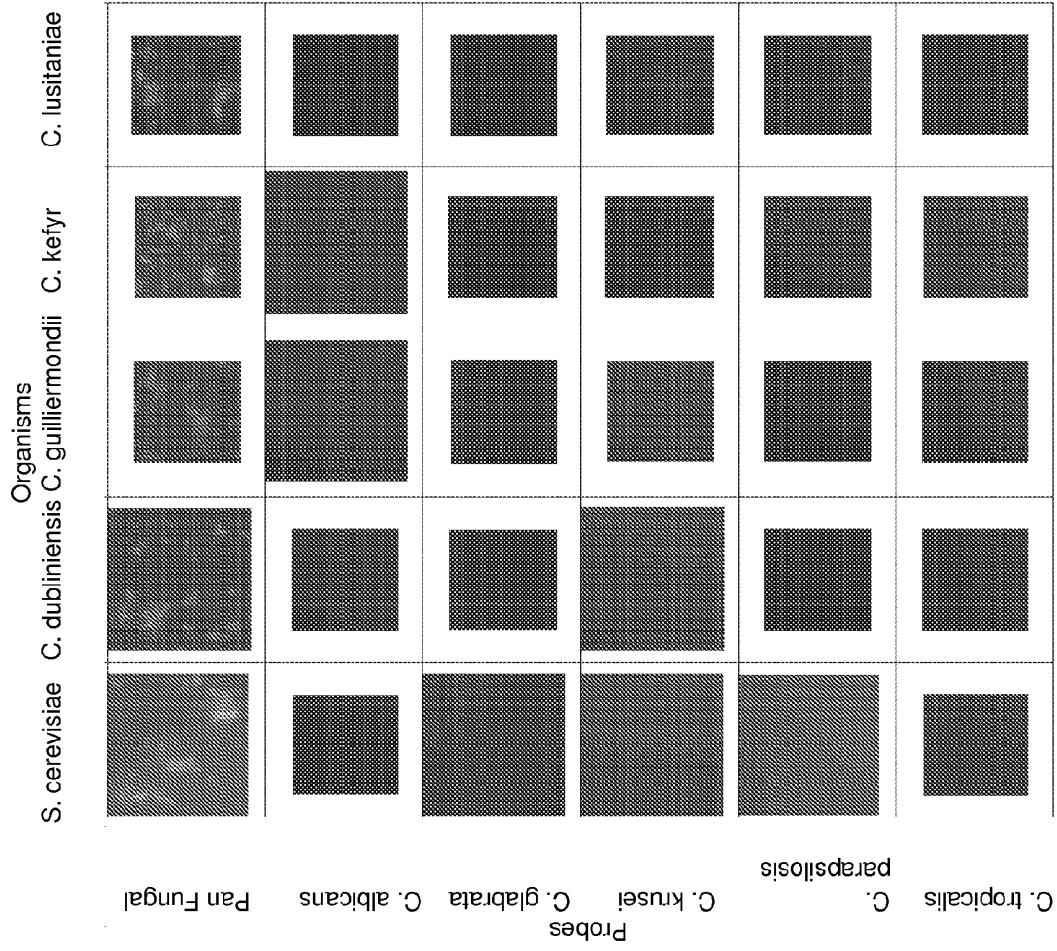 Organisms
S. cerevisiae
C. dubliniensis
C. guilliermondii
C. kefyr
C. lusitaniae
Probes
Pan Fungal
C. albicans
C. glabrata
C. krusei
C.
parapsilosis
C. tropicalis